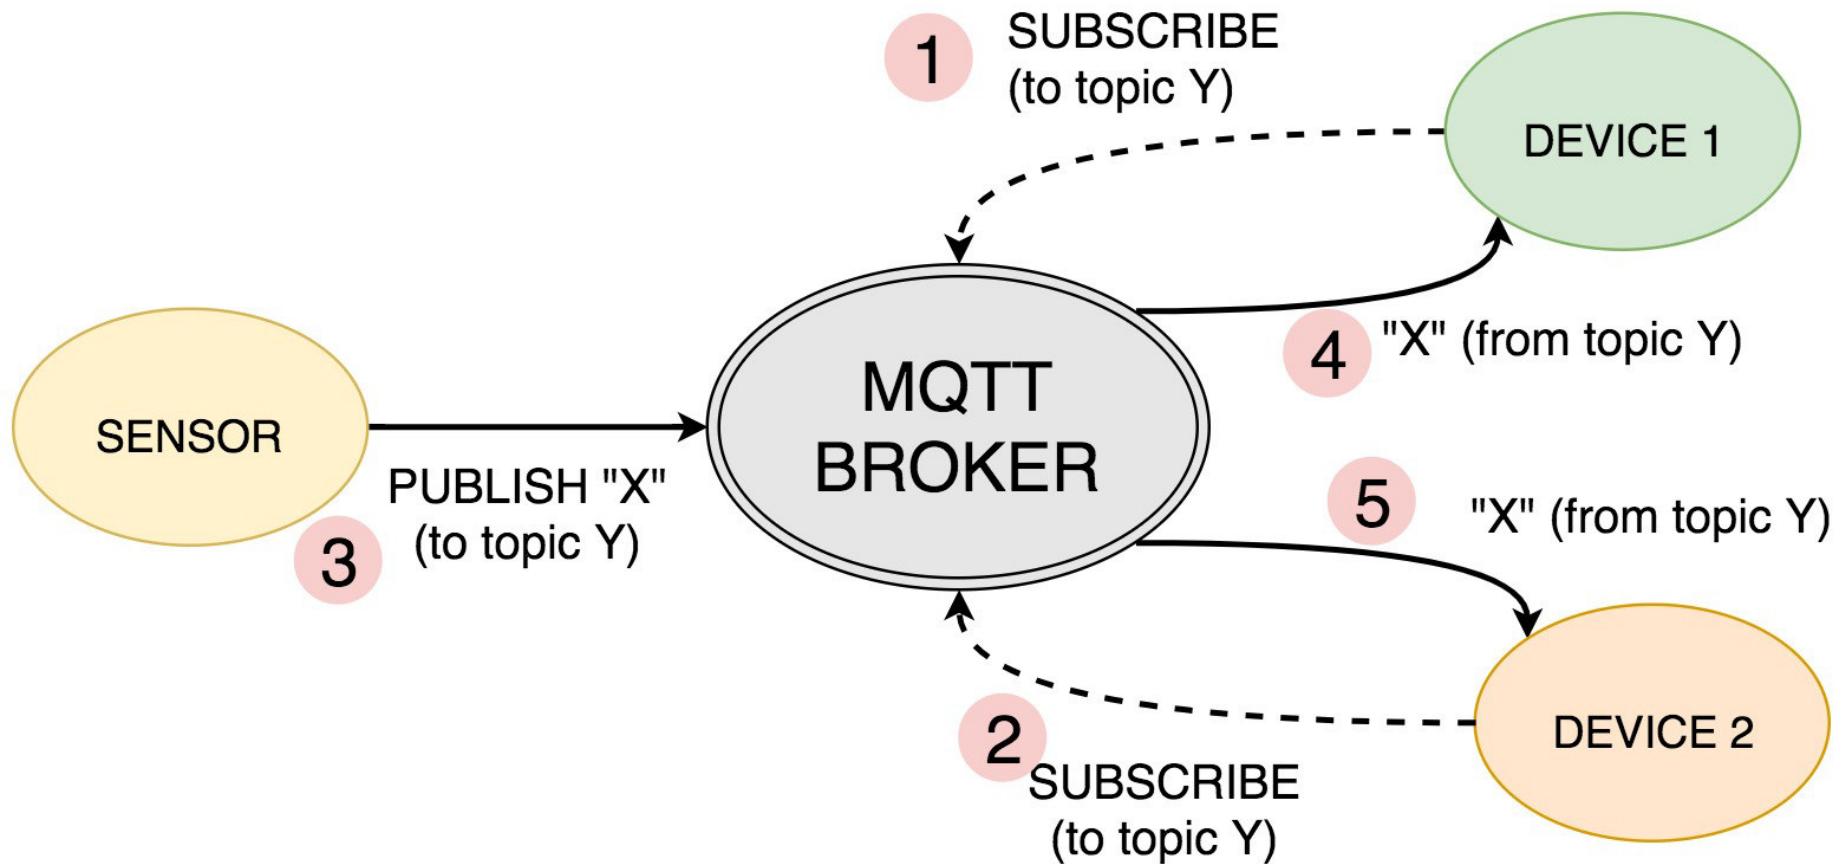 1
SUBSCRIBE
(to topic Y)
DEVICE 1
4
"X" (from topic Y)
MQTT
BROKER
SENSOR
PUBLISH "X"
(to topic Y)
3
5
"X" (from topic Y)
DEVICE 2
2
SUBSCRIBE
(to topic Y)